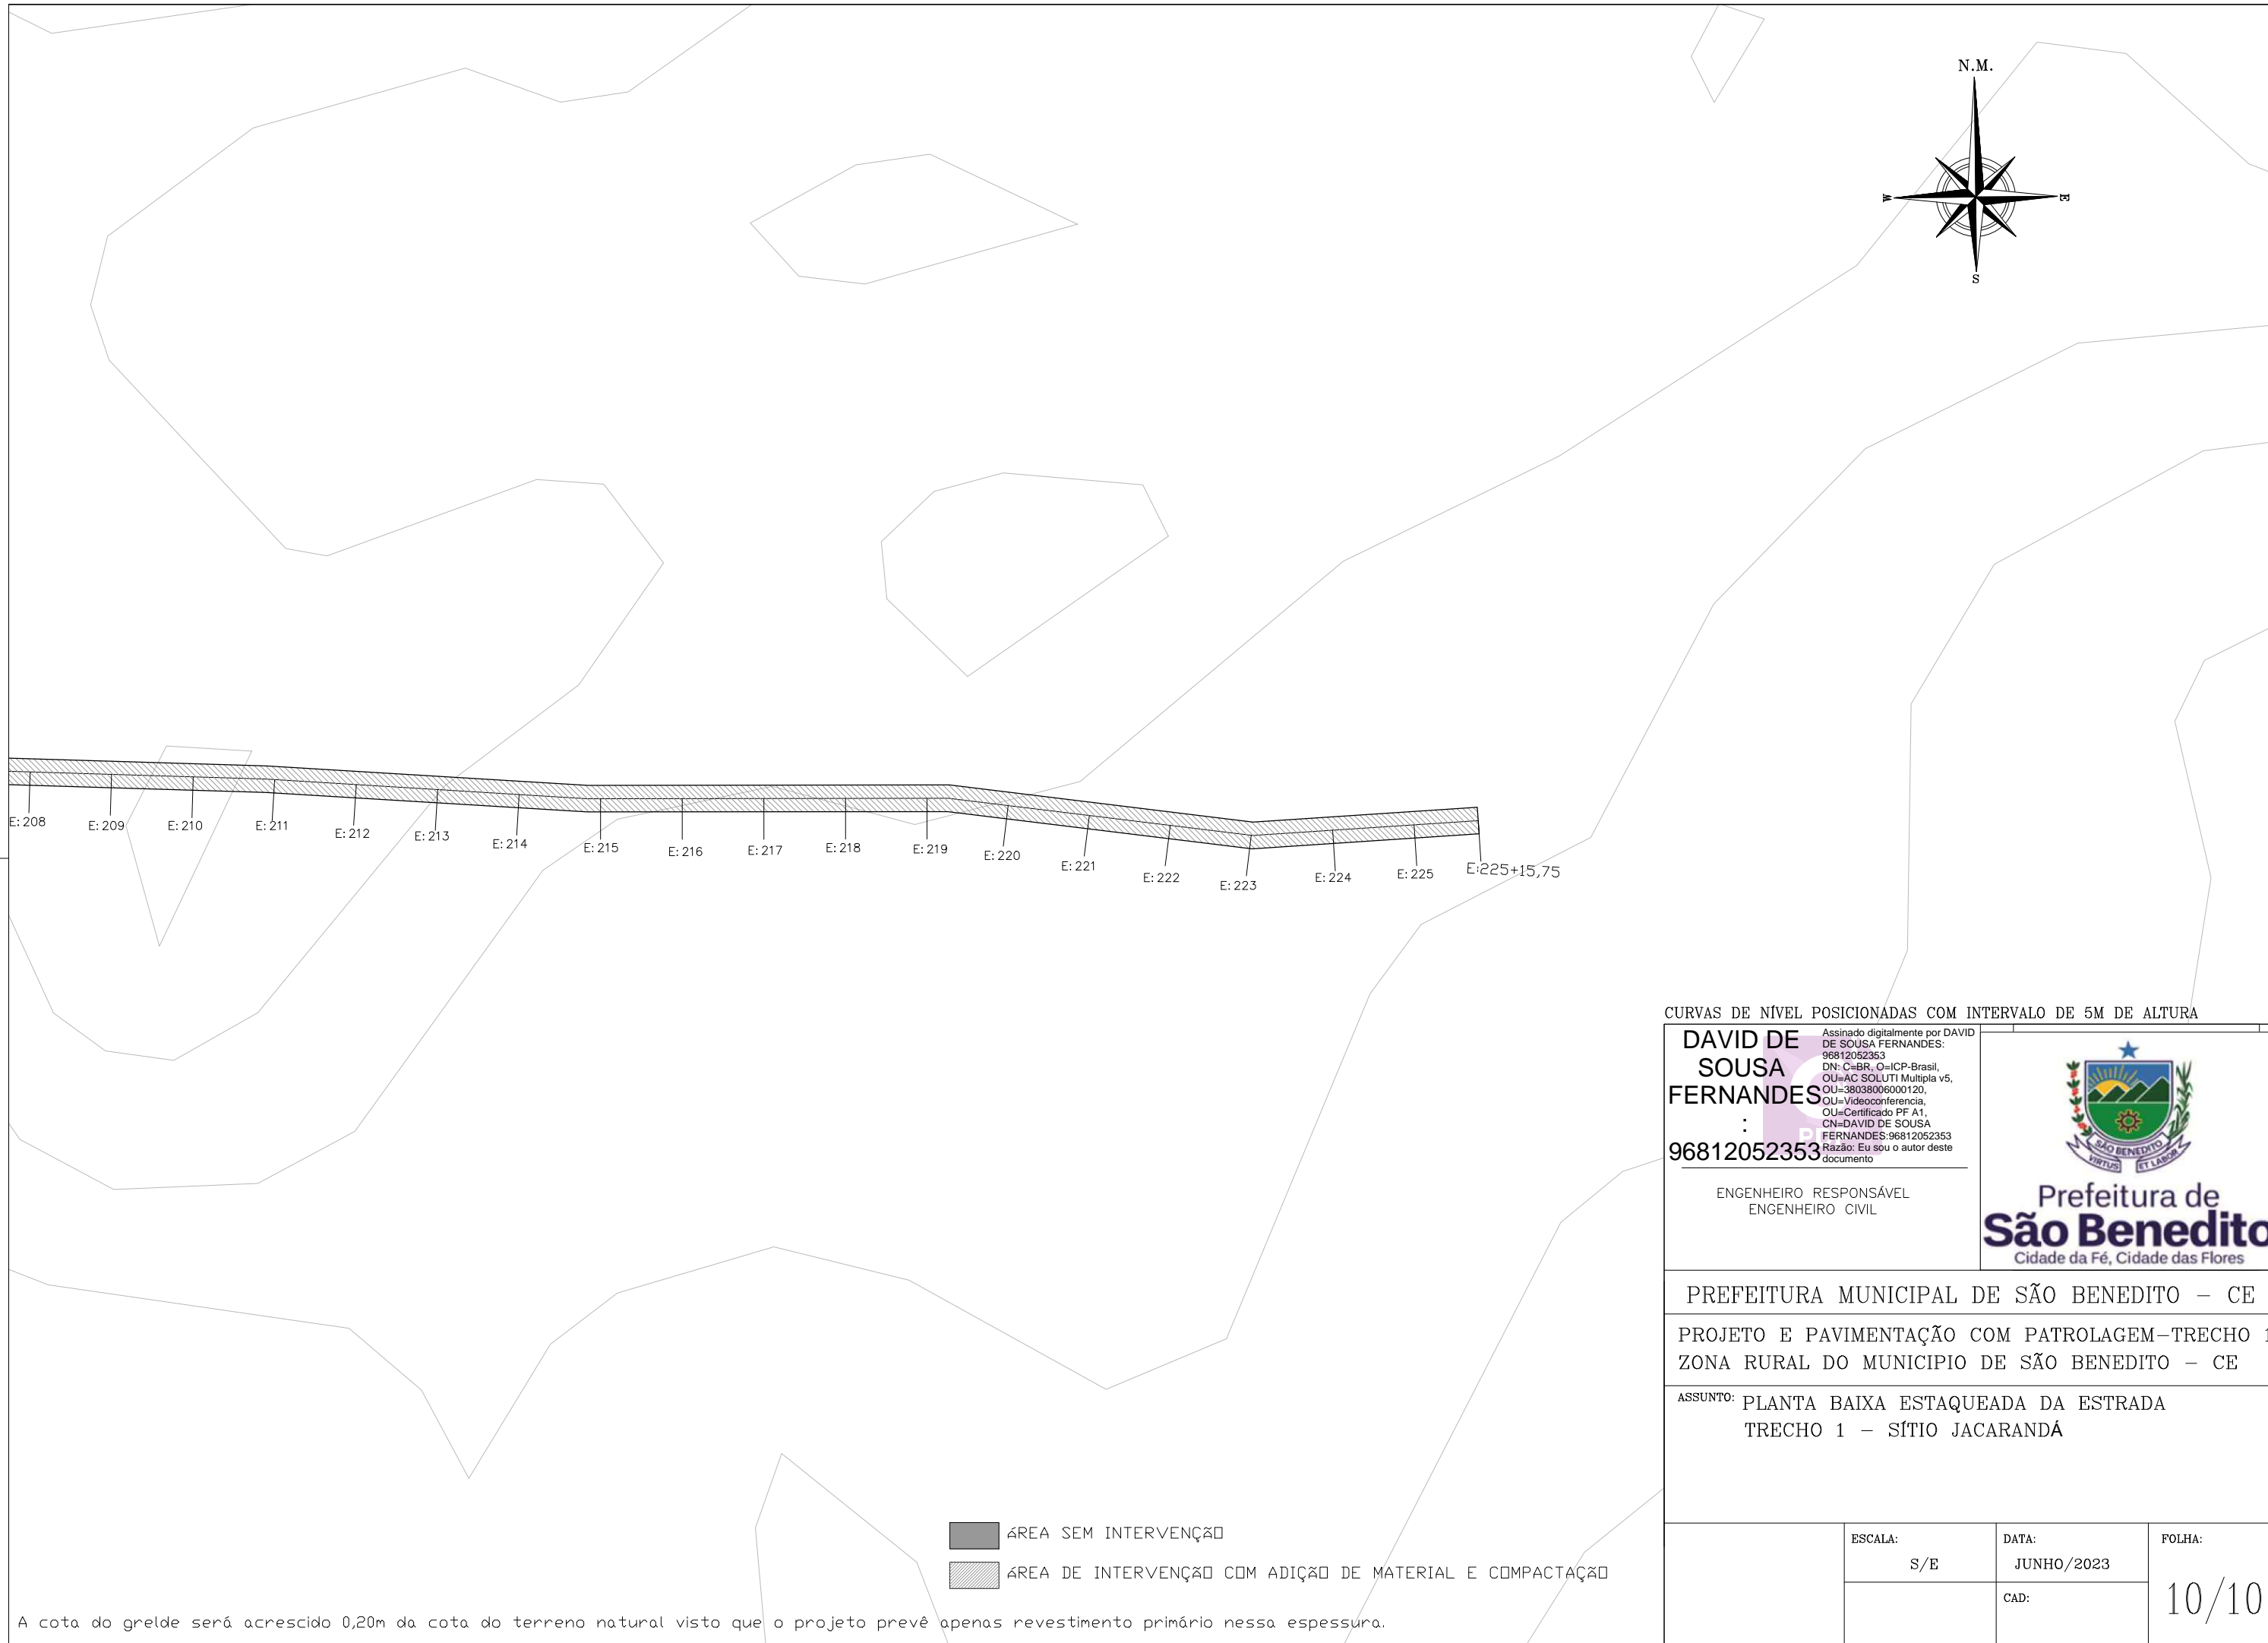 N.M.
W
E
S
E:208
E:209
E:210
E:211
E:212
E:213
E:214
E:215
E:216
E:217
E:218
E:219
E:220
E:221
E:222
E:223
E:224
E:225
E:225+15,75
CURVAS DE NÍVEL POSICIONADAS COM INTERVALO DE 5M DE ALTURA
DAVID DE
SOUSA
FERNANDES
:
96812052353
Assinado digitalmente por DAVID
DE SOUSA FERNANDES:
96812052353
DN: C=BR, O=ICP-Brasil,
OU=AC SOLUTI Multipla v5,
OU=38038006000120,
OU=Videoconferencia,
OU=Certificado PF A1,
CN=DAVID DE SOUSA
FERNANDES:96812052353
Razão: Eu sou o autor deste
documento
ENGENHEIRO RESPONSÁVEL
ENGENHEIRO CIVIL
SÃO BENEDITO
VIRTUS ET LABOR
Prefeitura de
São Benedito
Cidade da Fé, Cidade das Flores
PREFEITURA MUNICIPAL DE SÃO BENEDITO – CE
PROJETO E PAVIMENTAÇÃO COM PATROLAGEM–TRECHO 1
ZONA RURAL DO MUNICIPIO DE SÃO BENEDITO – CE
ASSUNTO: PLANTA BAIXA ESTAQUEADA DA ESTRADA
TRECHO 1 – SÍTIO JACARANDÁ
ÁREA SEM INTERVENÇÃO
ÁREA DE INTERVENÇÃO COM ADIÇÃO DE MATERIAL E COMPACTAÇÃO
A cota do grelde será acrescido 0,20m da cota do terreno natural visto que o projeto prevê apenas revestimento primário nessa espessura.
ESCALA:
S/E
DATA:
JUNHO/2023
CAD:
FOLHA:
10/10